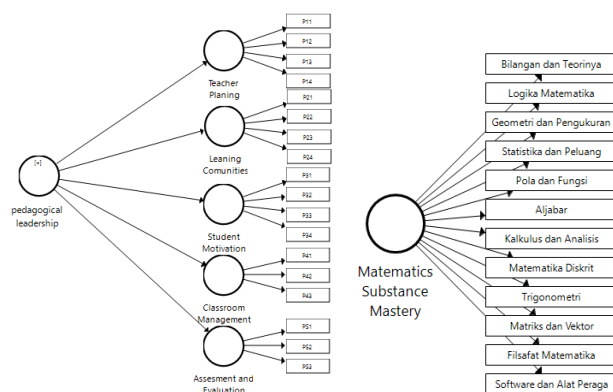 P11
P12
P13
P14
Teacher
Planing
P21
P22
P23
P24
Leaning
Comunities
[+]
pedagogical
leadership
P31
P32
P33
P34
Student
Motivation
P41
P42
P43
Classroom
Management
P51
P52
P53
Assesment and
Evaluation
Matematics
Substance
Mastery
Bilangan dan Teorinya
Logika Matematika
Geometri dan Pengukuran
Statistika dan Peluang
Pola dan Fungsi
Aljabar
Kalkulus dan Analisis
Matematika Diskrit
Trigonometri
Matriks dan Vektor
Filsafat Matematika
Software dan Alat Peraga